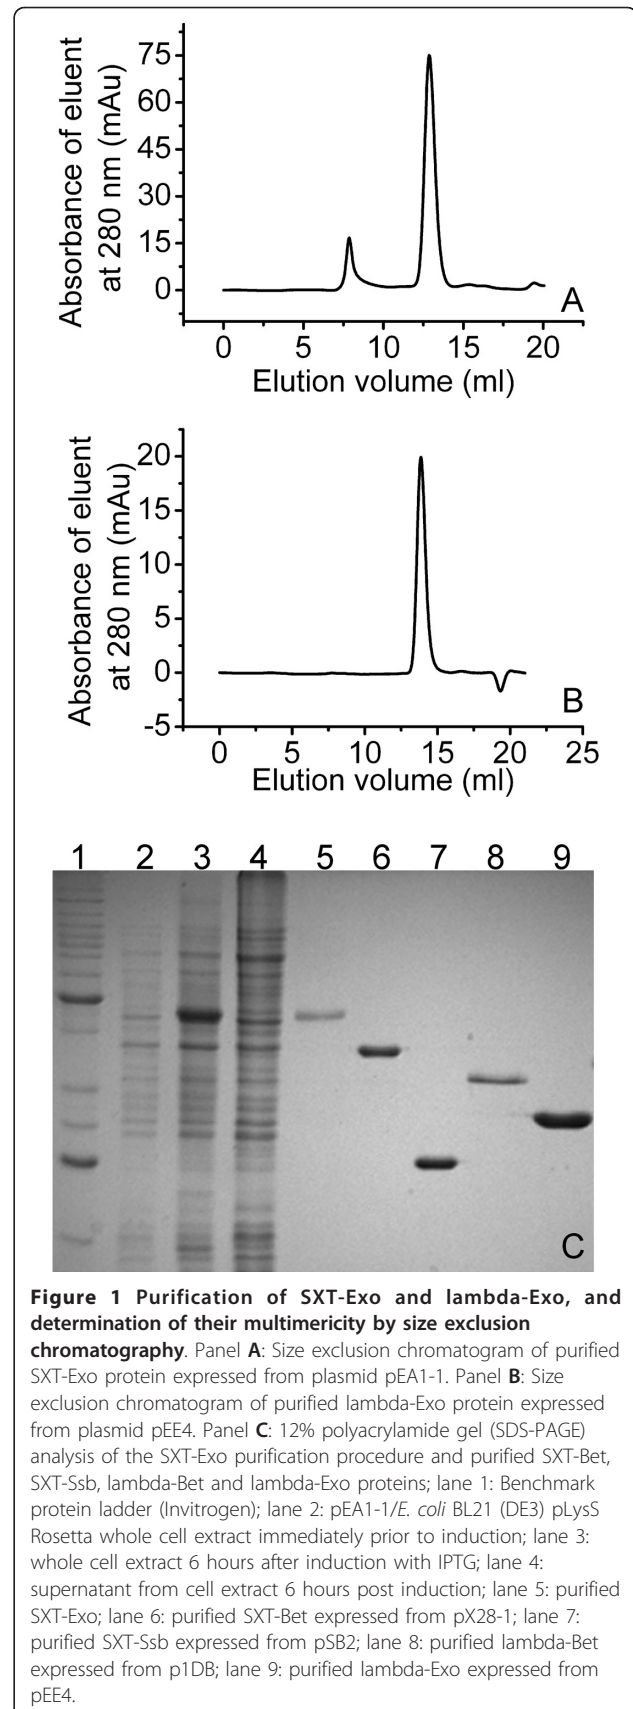 Absorbance of eluent
at 280 nm (mAu)
75
60
45
30
15
0
A
0 5 10 15 20
Elution volume (ml)
Absorbance of eluent
at 280 nm (mAu)
20
15
10
5
0
-5
B
0 5 10 15 20 25
Elution volume (ml)
1 2 3 4 5 6 7 8 9
C
Figure 1 Purification of SXT-Exo and lambda-Exo, and
determination of their multimericity by size exclusion
chromatography. Panel A: Size exclusion chromatogram of purified
SXT-Exo protein expressed from plasmid pEA1-1. Panel B: Size
exclusion chromatogram of purified lambda-Exo protein expressed
from plasmid pEE4. Panel C: 12% polyacrylamide gel (SDS-PAGE)
analysis of the SXT-Exo purification procedure and purified SXT-Bet,
SXT-Ssb, lambda-Bet and lambda-Exo proteins; lane 1: Benchmark
protein ladder (Invitrogen); lane 2: pEA1-1/E. coli BL21 (DE3) pLysS
Rosetta whole cell extract immediately prior to induction; lane 3:
whole cell extract 6 hours after induction with IPTG; lane 4:
supernatant from cell extract 6 hours post induction; lane 5: purified
SXT-Exo; lane 6: purified SXT-Bet expressed from pX28-1; lane 7:
purified SXT-Ssb expressed from pSB2; lane 8: purified lambda-Bet
expressed from p1DB; lane 9: purified lambda-Exo expressed from
pEE4.